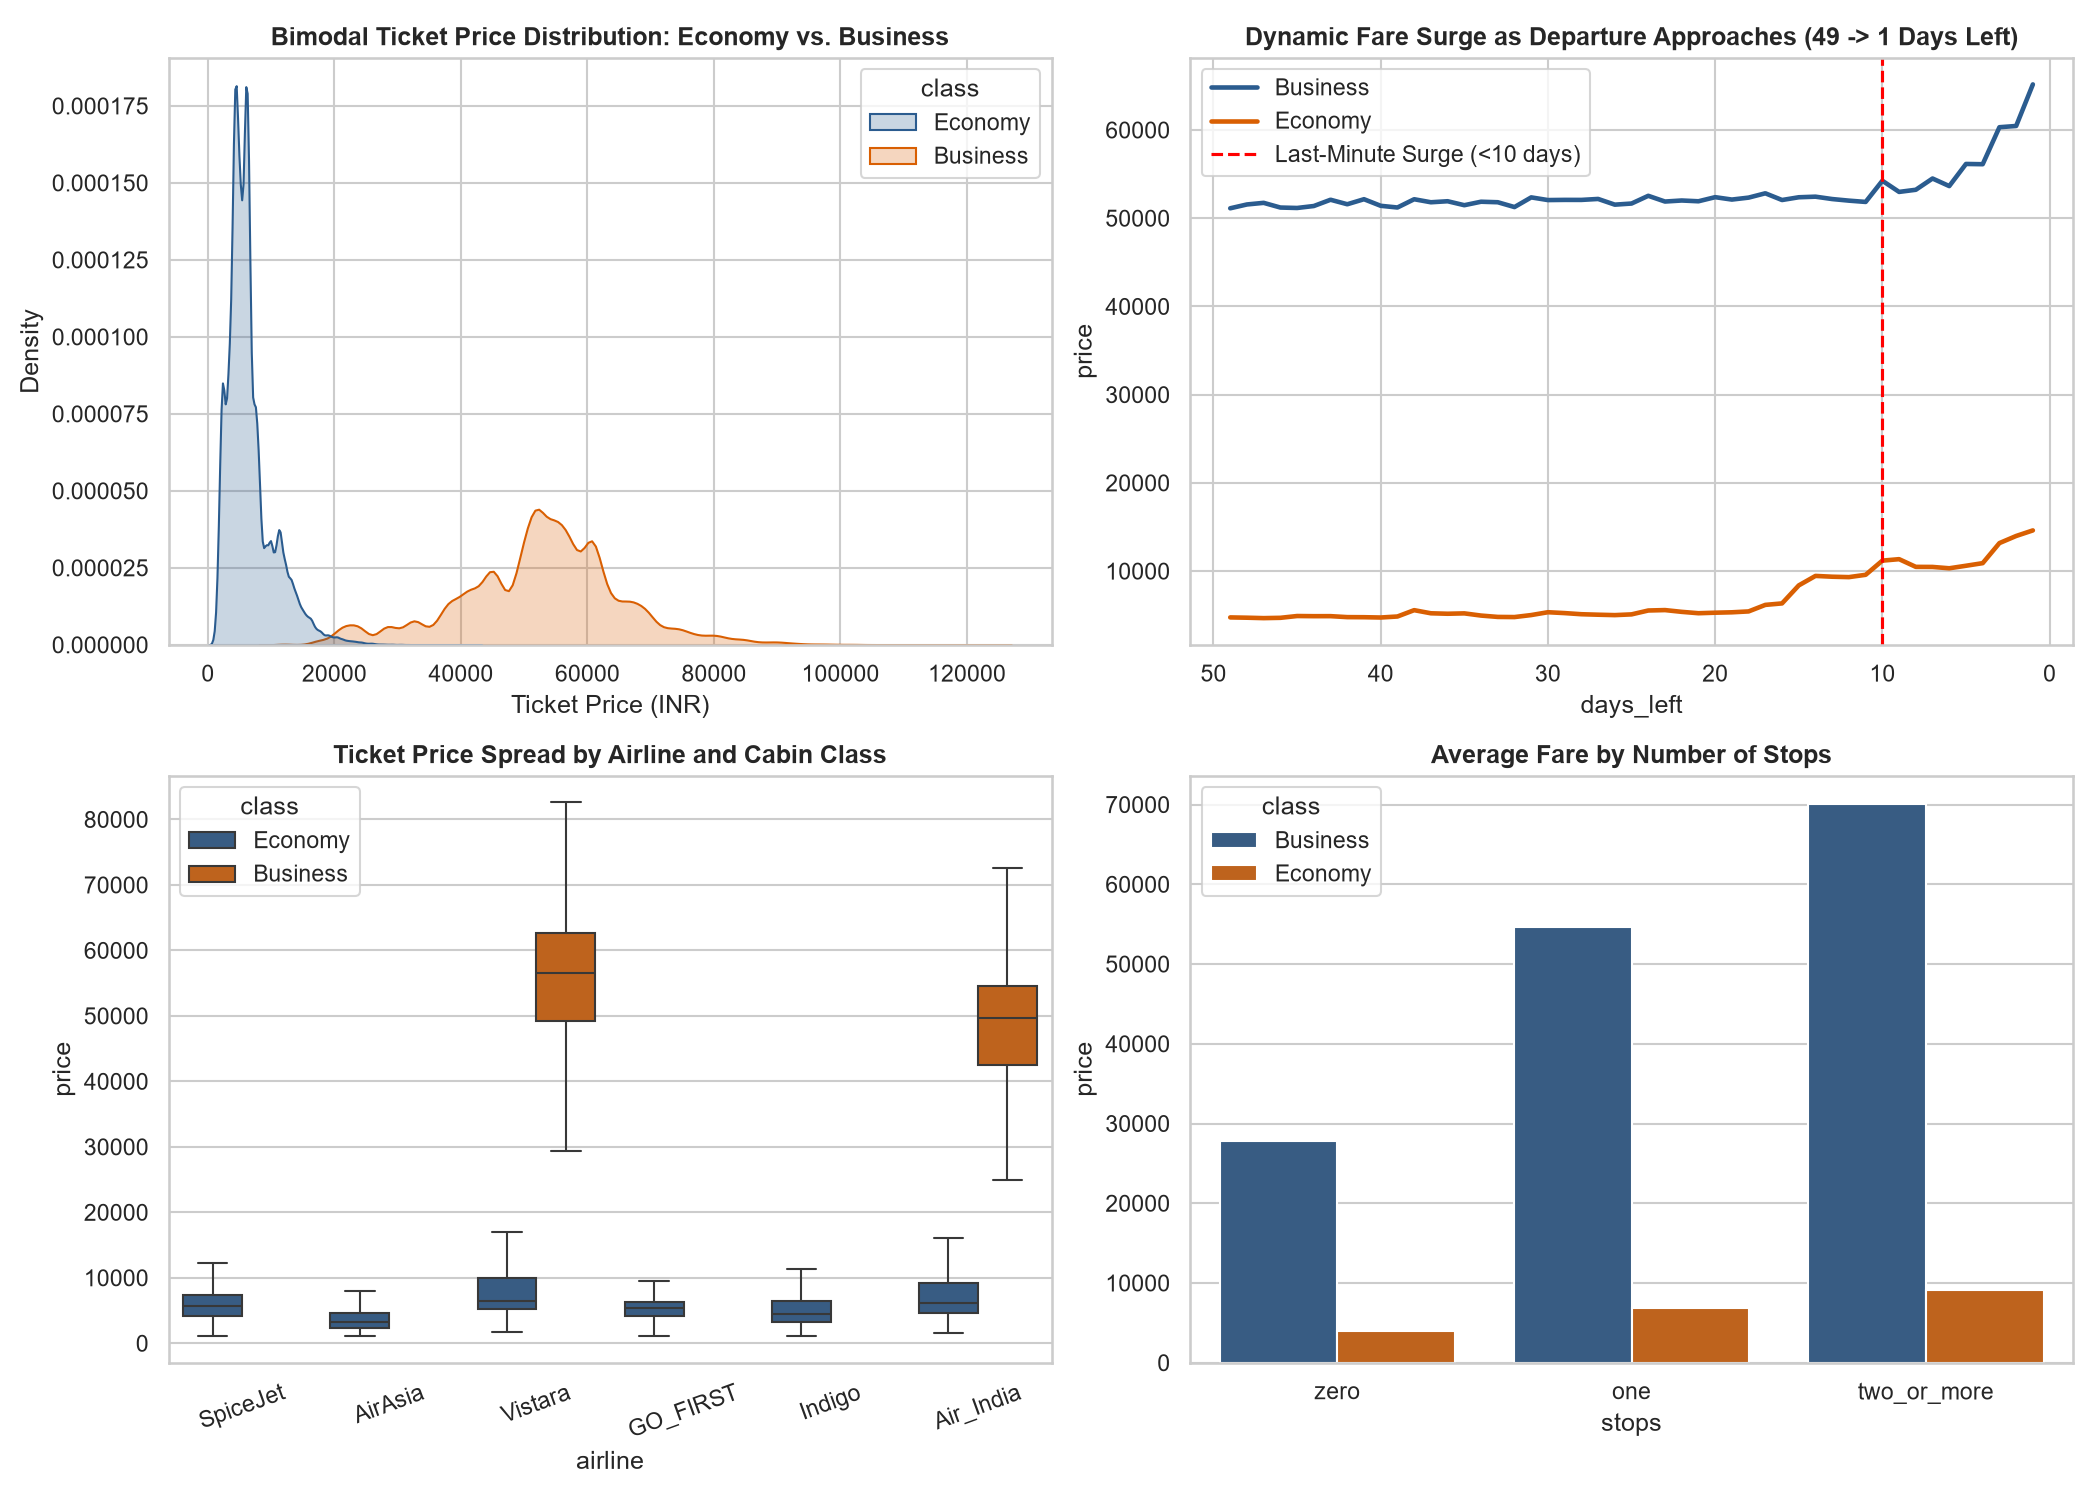 Bimodal Ticket Price Distribution: Economy vs. Business
class
Economy
Business
0.000175
0.000150
0.000125
0.000100
0.000075
0.000050
0.000025
0.000000
Density
0 20000 40000 60000 80000 100000 120000
Ticket Price (INR)
Dynamic Fare Surge as Departure Approaches (49 -> 1 Days Left)
Business
Economy
Last-Minute Surge (<10 days)
60000
50000
40000
30000
20000
10000
price
50 40 30 20 10 0
days_left
Ticket Price Spread by Airline and Cabin Class
class
Economy
Business
80000
70000
60000
50000
40000
30000
20000
10000
0
price
SpiceJet AirAsia Vistara GO_FIRST Indigo Air_India
airline
Average Fare by Number of Stops
class
Business
Economy
70000
60000
50000
40000
30000
20000
10000
0
price
zero one two_or_more
stops